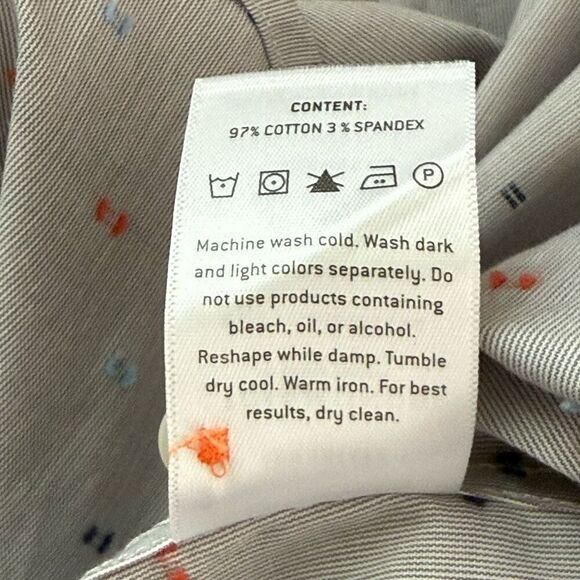 CONTENT:
97% COTTON 3 % SPANDEX
P
Machine wash cold. Wash dark
and light colors separately. Do
not use products containing
bleach, oil, or alcohol.
Reshape while damp. Tumble
dry cool. Warm iron. For best
results, dry clean.